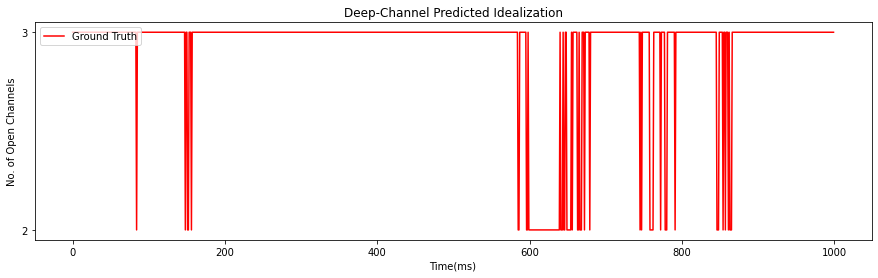 Deep-Channel Predicted Idealization
Ground Truth
No. of Open Channels
3
2
0
200
400
600
800
1000
Time(ms)